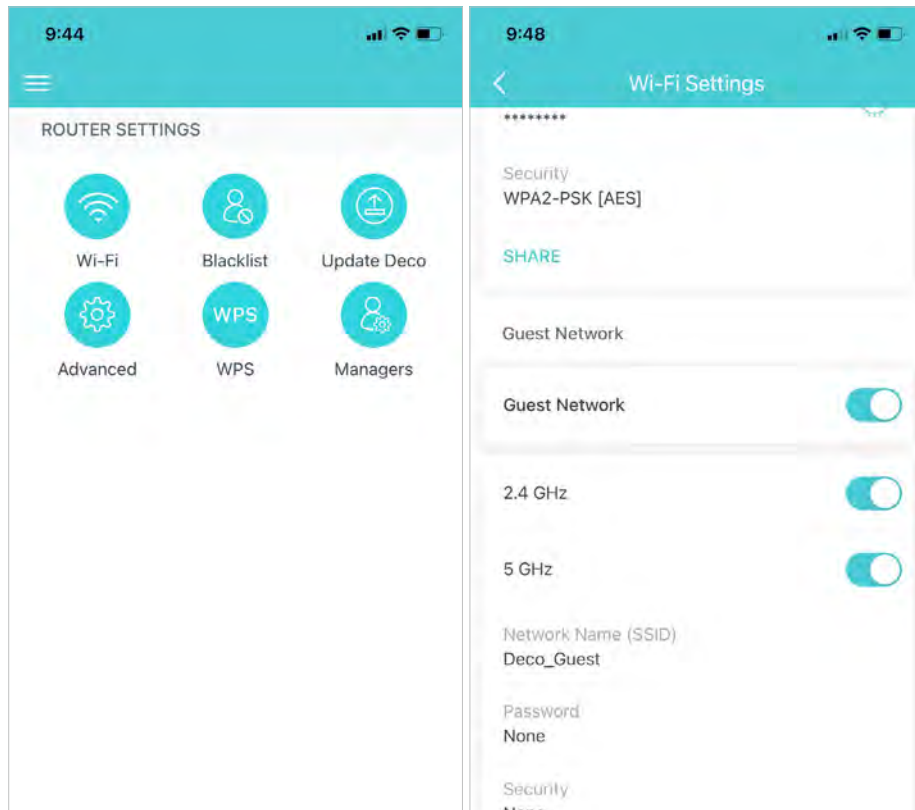 9:44
ROUTER SETTINGS
Wi-Fi
Blacklist
Update Deco
WPS
Advanced
WPS
Managers
9:48
Wi-Fi Settings
********
Security
WPA2-PSK [AES]
SHARE
Guest Network
Guest Network
2.4 GHz
5 GHz
Network Name (SSID)
Deco_Guest
Password
None
Security
None